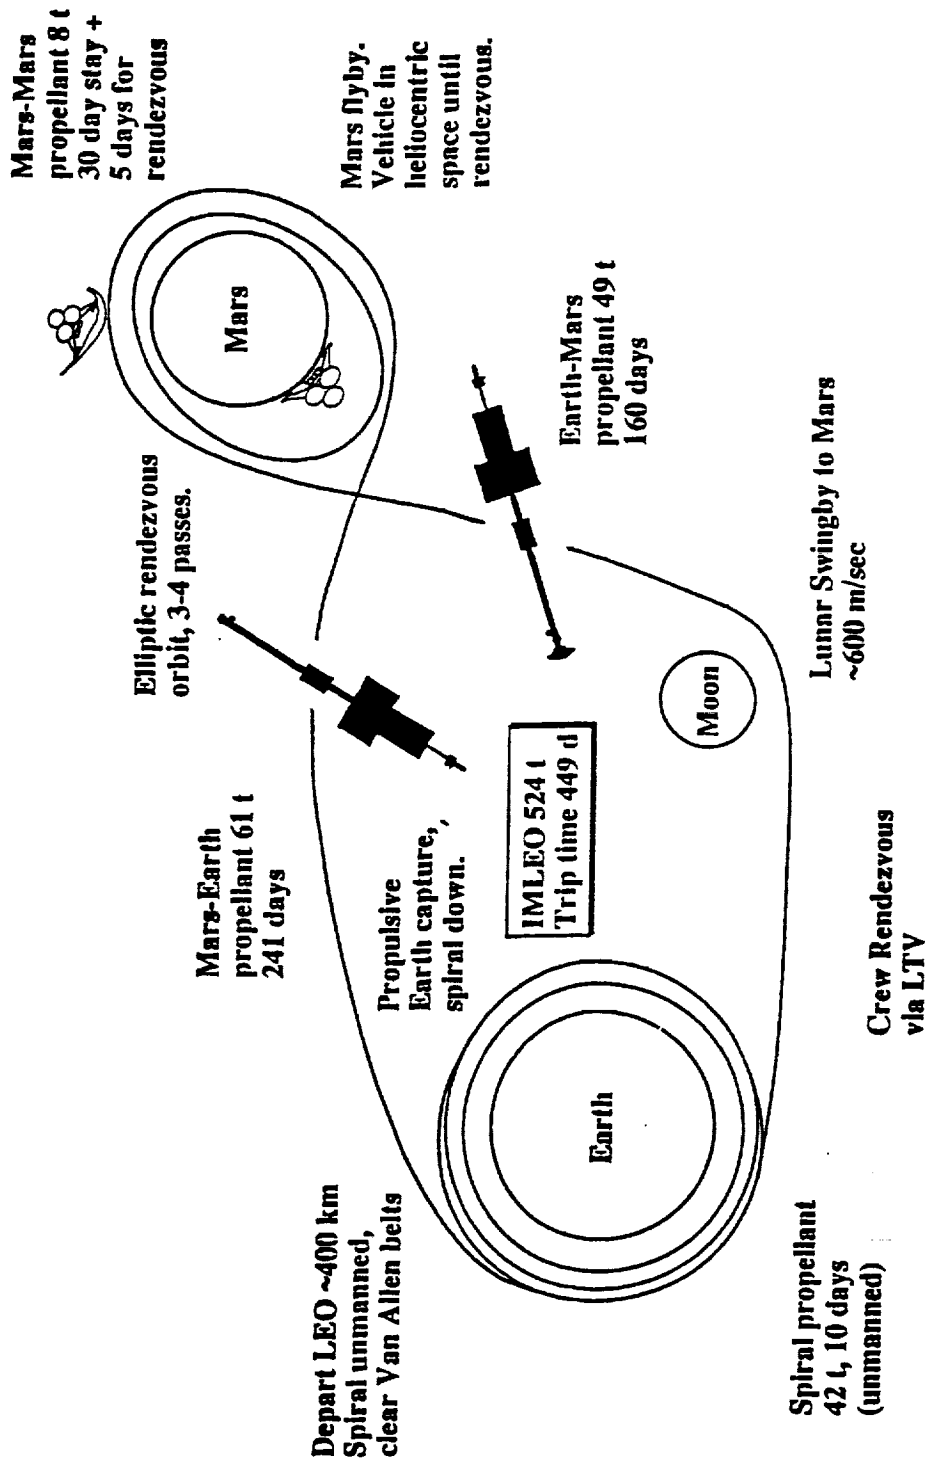 Mars-Mars
propellant 8 t
30 day stay +
5 days for
rendezvous
Mars flyby.
Vehicle in
heliocentric
space until
rendezvous.
Mars
Elliptic rendezvous
orbit, 3-4 passes.
Earth-Mars
propellant 49 t
160 days
Mars-Earth
propellant 61 t
241 days
Propulsive
Earth capture,
spiral down.
IMLEO 524 t
Trip time 449 d
Moon
Lunar Swingby to Mars
~600 m/sec
Depart LEO ~400 km
Spiral unmanned,
clear Van Allen belts
Earth
Crew Rendezvous
via LTV
Spiral propellant
42 t, 10 days
(unmanned)